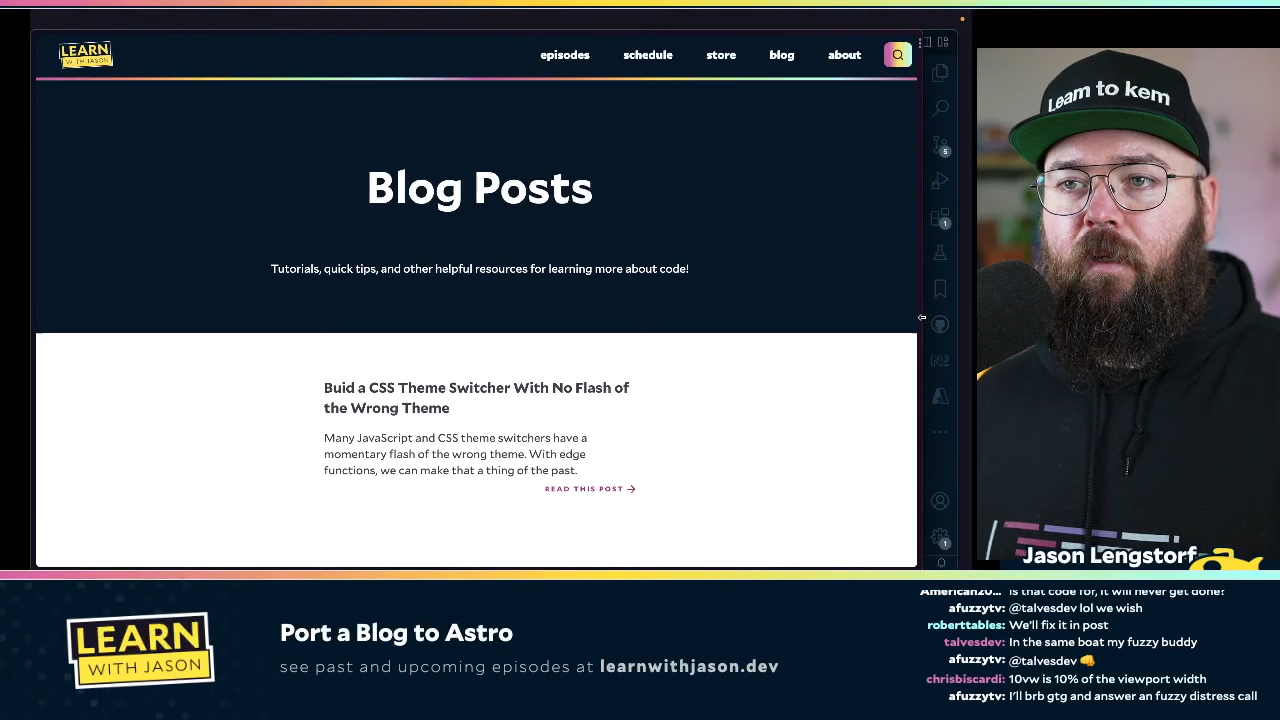 LEARN
WITH JASON
episodes
schedule
store
blog
about
Blog Posts
Tutorials, quick tips, and other helpful resources for learning more about code!
Buid a CSS Theme Switcher With No Flash of
the Wrong Theme
Many JavaScript and CSS theme switchers have a
momentary flash of the wrong theme. With edge
functions, we can make that a thing of the past.
READ THIS POST →
5
1
1
Jason Lengstorf
LEARN
WITH JASON
Port a Blog to Astro
see past and upcoming episodes at learnwithjason.dev
American20... is that code for, it will never get done?
afuzzytv: @talvesdev lol we wish
roberttables: We'll fix it in post
talvesdev: In the same boat my fuzzy buddy
afuzzytv: @talvesdev 👊
chrisbiscardi: 10vw is 10% of the viewport width
afuzzytv: I'll brb gtg and answer an fuzzy distress call